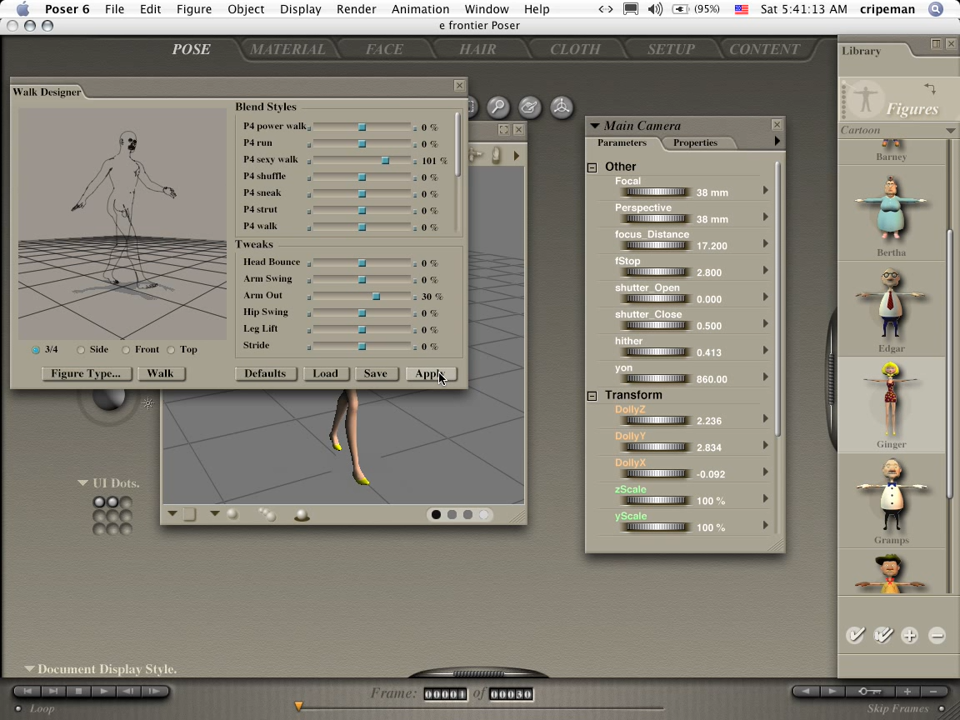 Poser 6 File Edit Figure Object Display Render Animation Window Help (95%) Sat 5:41:13 AM cripeman
e frontier Poser
POSE MATERIAL FACE HAIR CLOTH SETUP CONTENT
Library
Figures
Cartoon
Barney
Bertha
Edgar
Ginger
Gramps
Walk Designer
Blend Styles
P4 power walk 0 %
P4 run 0 %
P4 sexy walk 101 %
P4 shuffle 0 %
P4 sneak 0 %
P4 strut 0 %
P4 walk 0 %
Tweaks
Head Bounce 0 %
Arm Swing 0 %
Arm Out 30 %
Hip Swing 0 %
Leg Lift 0 %
Stride 0 %
3/4 Side Front Top
Figure Type... Walk Defaults Load Save Apply
Main Camera
Parameters Properties
Other
Focal
38 mm
Perspective
38 mm
focus_Distance
17.200
fStop
2.800
shutter_Open
0.000
shutter_Close
0.500
hither
0.413
yon
860.00
Transform
DollyZ
2.236
DollyY
2.834
DollyX
-0.092
zScale
100 %
yScale
100 %
UI Dots.
Document Display Style.
Frame: 00001 of 00030
Loop
Skip Frames